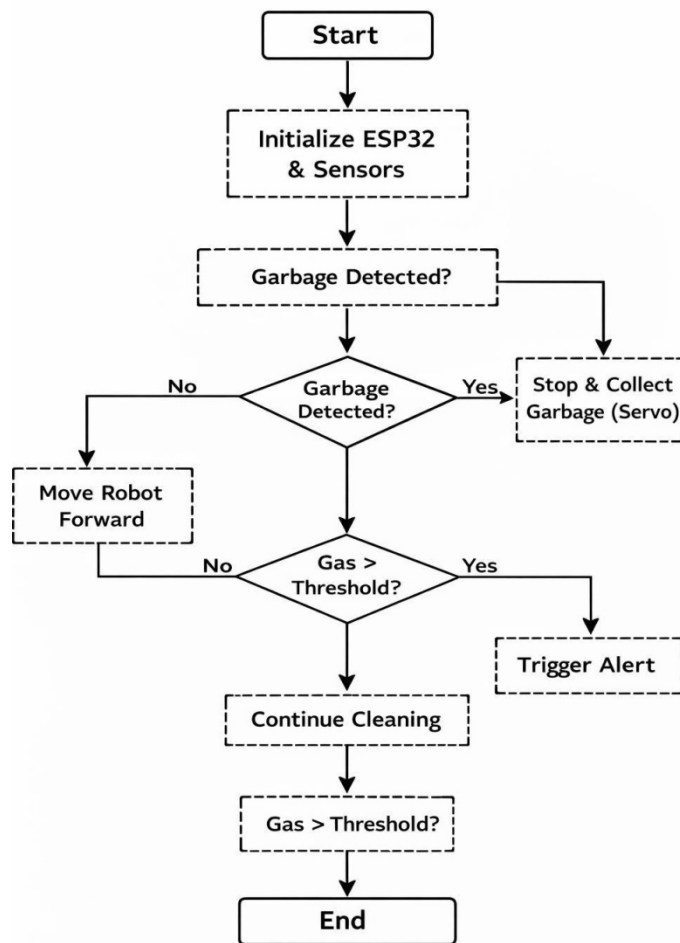 Start
Initialize ESP32
& Sensors
Garbage Detected?
No
Garbage
Detected?
Yes
Stop & Collect
Garbage (Servo)
Move Robot
Forward
No
Gas >
Threshold?
Yes
Trigger Alert
Continue Cleaning
Gas > Threshold?
End